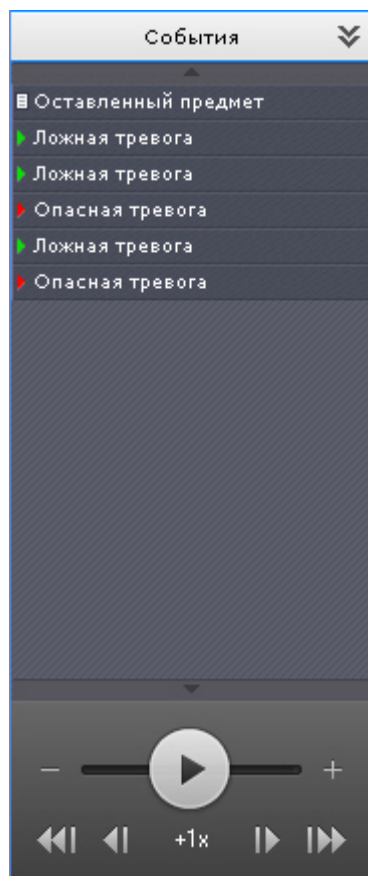 События
Оставленный предмет
Ложная тревога
Ложная тревога
Опасная тревога
Ложная тревога
Опасная тревога
− +
+1x